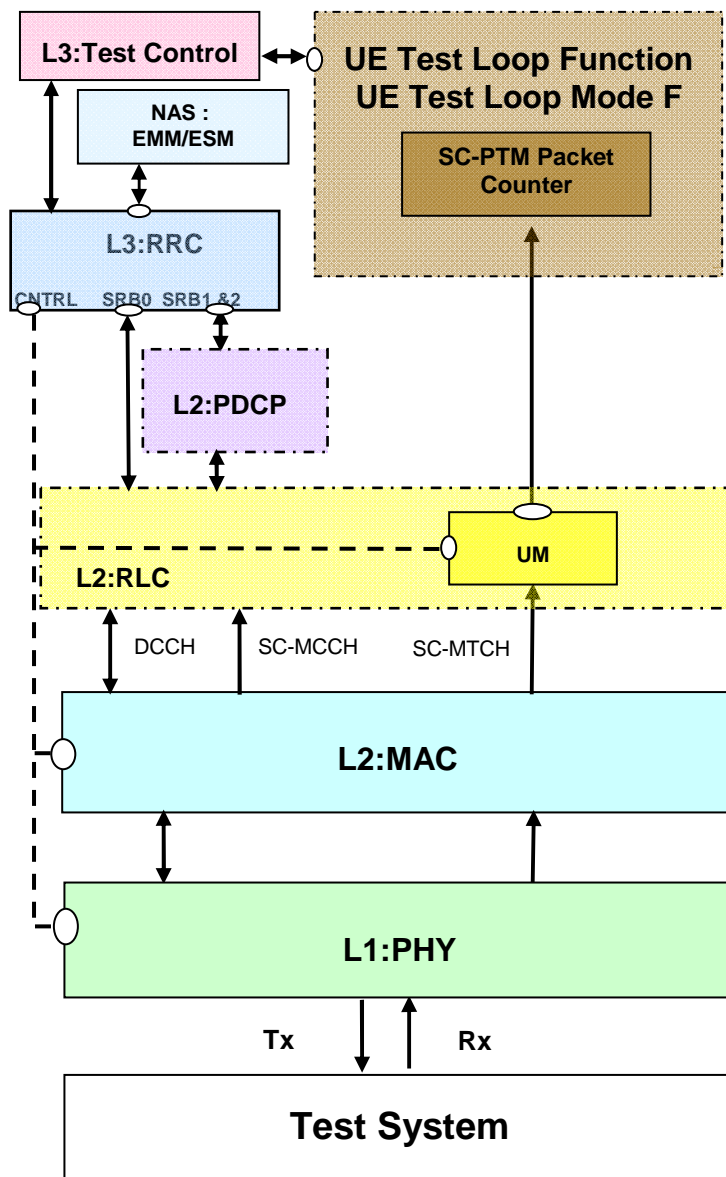 L3:Test Control
UE Test Loop Function
UE Test Loop Mode F
NAS :
EMM/ESM
SC-PTM Packet
Counter
L3:RRC
CNTRL SRB0 SRB1 &2
L2:PDCP
UM
L2:RLC
DCCH SC-MCCH SC-MTCH
L2:MAC
L1:PHY
Tx Rx
Test System